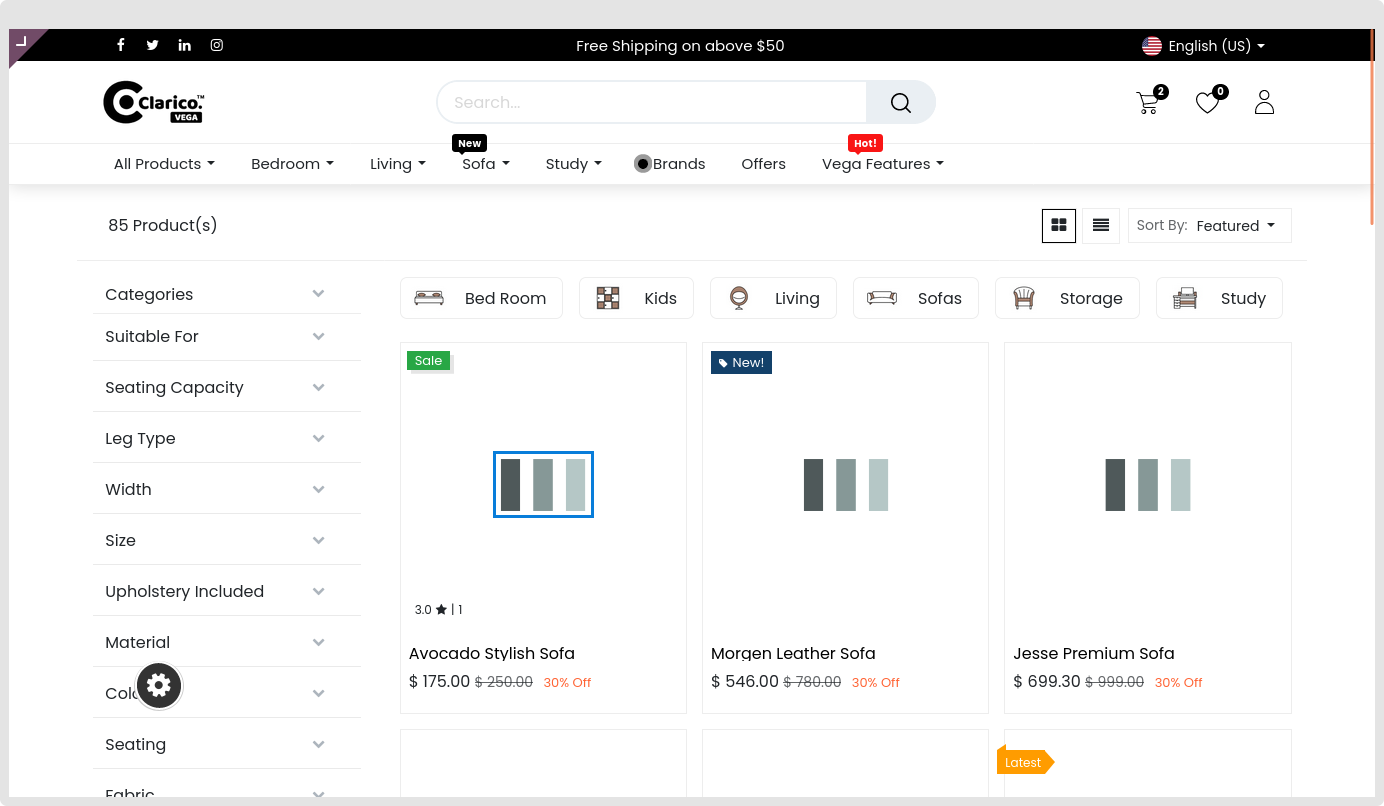 Free Shipping on above $50
English (US)
Clarico.™
VEGA
Search...
2
0
New
Hot!
All Products
Bedroom
Living
Sofa
Study
Brands
Offers
Vega Features
85 Product(s)
Sort By: Featured
Categories
Suitable For
Seating Capacity
Leg Type
Width
Size
Upholstery Included
Material
Seating
Fabric
Bed Room
Kids
Living
Sofas
Storage
Study
Sale
3.0 | 1
Avocado Stylish Sofa
$ 175.00 $ 250.00 30% Off
New!
Morgen Leather Sofa
$ 546.00 $ 780.00 30% Off
Jesse Premium Sofa
$ 699.30 $ 999.00 30% Off
Latest